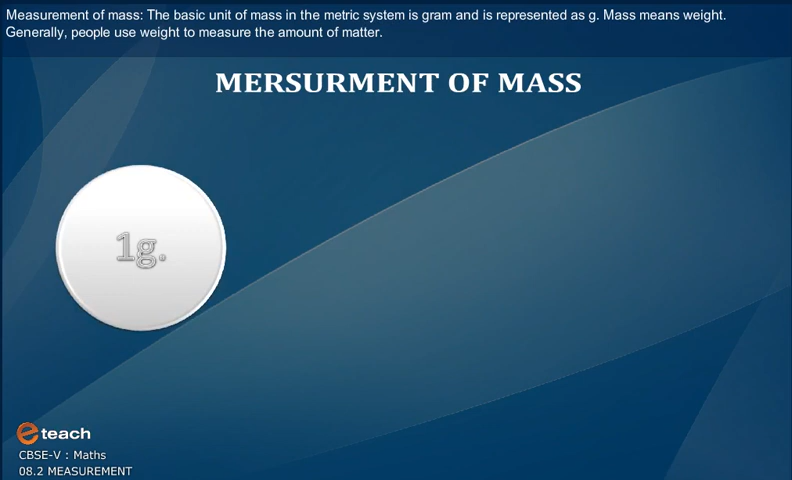 Measurement of mass: The basic unit of mass in the metric system is gram and is represented as g. Mass means weight.
Generally, people use weight to measure the amount of matter.
MERSURMENT OF MASS
1g.
e teach
CBSE-V : Maths
08.2 MEASUREMENT